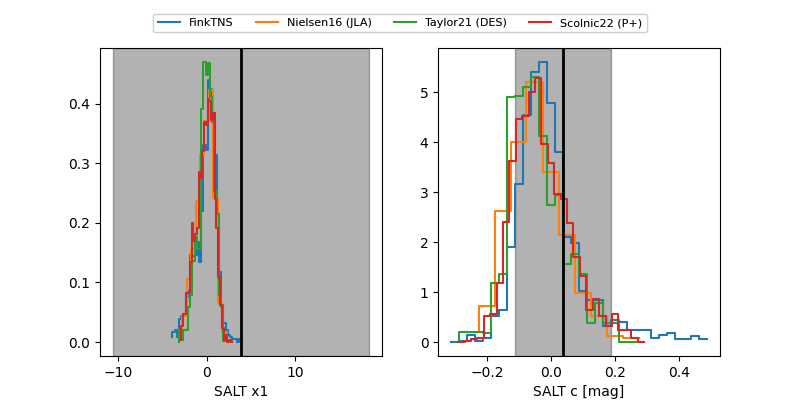 FinkTNS Nielsen16 (JLA) Taylor21 (DES) Scolnic22 (P+)
0.4
0.3
0.2
0.1
0.0
−10 0 10
SALT x1
5
4
3
2
1
0
−0.2 0.0 0.2 0.4
SALT c [mag]